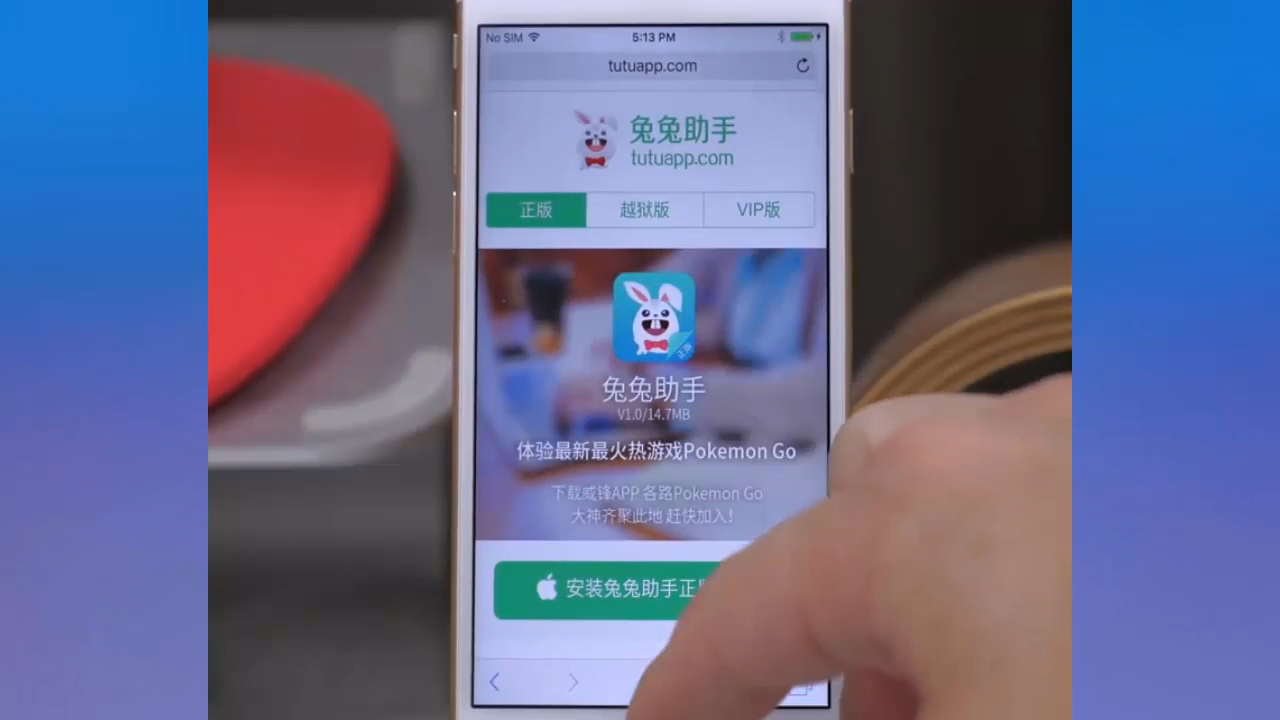 No SIM
5:13 PM
tutuapp.com
兔兔助手
tutuapp.com
正版
越狱版
VIP版
正版
兔兔助手
V1.0/14.7MB
体验最新最火热游戏Pokemon Go
下载威锋APP 各路Pokemon Go
大神齐聚此地 赶快加入!
安装兔兔助手正